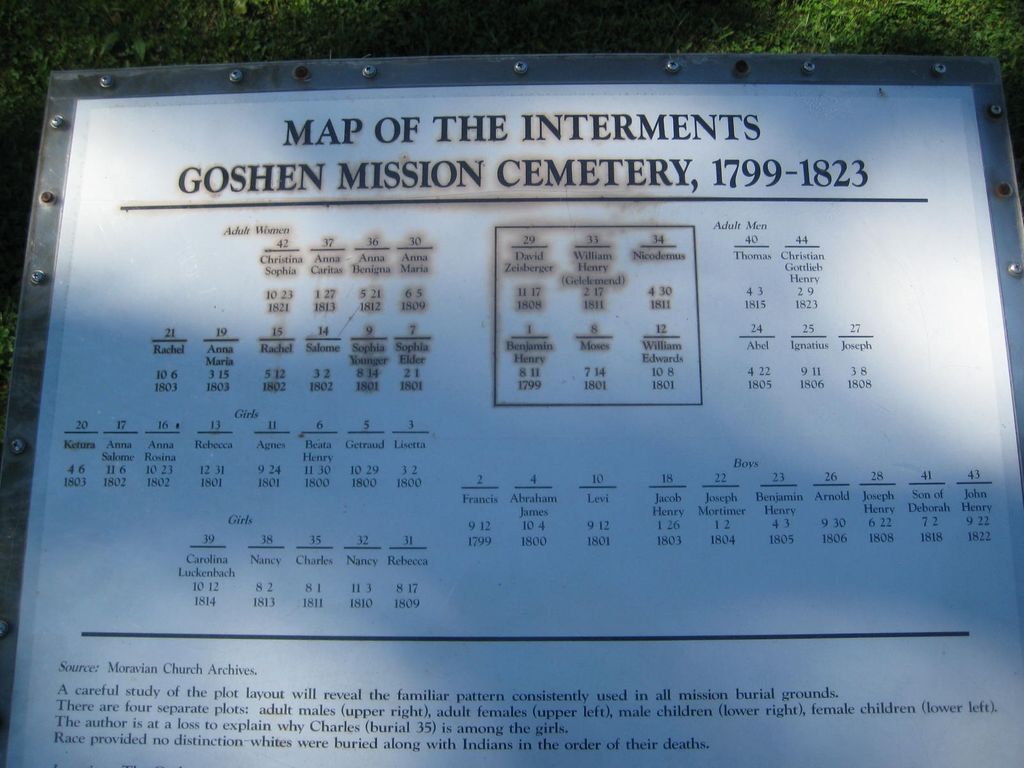 MAP OF THE INTERMENTS
GOSHEN MISSION CEMETERY, 1799-1823
Adult Women
42 37 36 30
Christina Anna Anna Anna
Sophia Caritas Benigna Maria
10 23 1 27 5 21 6 5
1821 1813 1812 1809
21 19 15 14 9 7
Rachel Anna Rachel Salome Sophia Sophia
Maria Younger Elder
10 6 3 15 5 12 3 2 8 14 2 1
1803 1803 1802 1802 1801 1801
29 33 34
David William Nicodemus
Zeisberger Henry
(Gelelemend)
11 17 2 17 4 30
1808 1811 1811
1 8 12
Benjamin Moses William
Henry Edwards
8 11 7 14 10 8
1799 1801 1801
Adult Men
40 44
Thomas Christian
Gottlieb
Henry
4 3 2 9
1815 1823
24 25 27
Abel Ignatius Joseph
4 22 9 11 3 8
1805 1806 1808
Girls
20 17 16 13 11 6 5 3
Ketura Anna Anna Rebecca Agnes Beata Getraud Lisetta
Salome Rosina Henry
4 6 11 6 10 23 12 31 9 24 11 30 10 29 3 2
1803 1802 1802 1801 1801 1800 1800 1800
Girls
39 38 35 32 31
Carolina Nancy Charles Nancy Rebecca
Luckenbach
10 12 8 2 8 1 11 3 8 17
1814 1813 1811 1810 1809
Boys
2 4 10 18 22 23 26 28 41 43
Francis Abraham Levi Jacob Joseph Benjamin Arnold Joseph Son of John
James Henry Mortimer Henry Henry Deborah Henry
9 12 10 4 9 12 1 26 1 2 4 3 9 30 6 22 7 2 9 22
1799 1800 1801 1803 1804 1805 1806 1808 1818 1822
Source: Moravian Church Archives.
A careful study of the plot layout will reveal the familiar pattern consistently used in all mission burial grounds.
There are four separate plots: adult males (upper right), adult females (upper left), male children (lower right), female children (lower left).
The author is at a loss to explain why Charles (burial 35) is among the girls.
Race provided no distinction-whites were buried along with Indians in the order of their deaths.